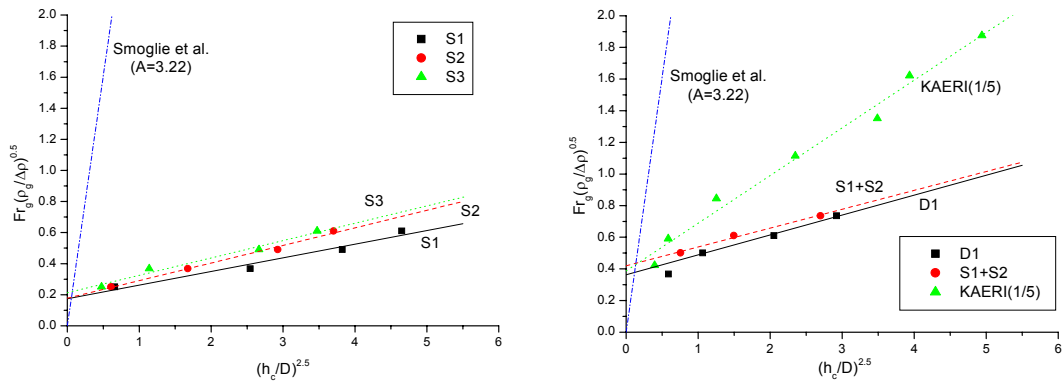 2.0
1.8
1.6
1.4
1.2
1.0
0.8
0.6
0.4
0.2
0.0
Fr_g(ρ_g/Δρ)^0.5
Smoglie et al.
(A=3.22)
S1
S2
S3
S3
S2
S1
0 1 2 3 4 5 6
(h_c/D)^2.5
2.0
1.8
1.6
1.4
1.2
1.0
0.8
0.6
0.4
0.2
0.0
Fr_g(ρ_g/Δρ)^0.5
Smoglie et al.
(A=3.22)
KAERI(1/5)
S1+S2
D1
D1
S1+S2
KAERI(1/5)
0 1 2 3 4 5 6
(h_c/D)^2.5